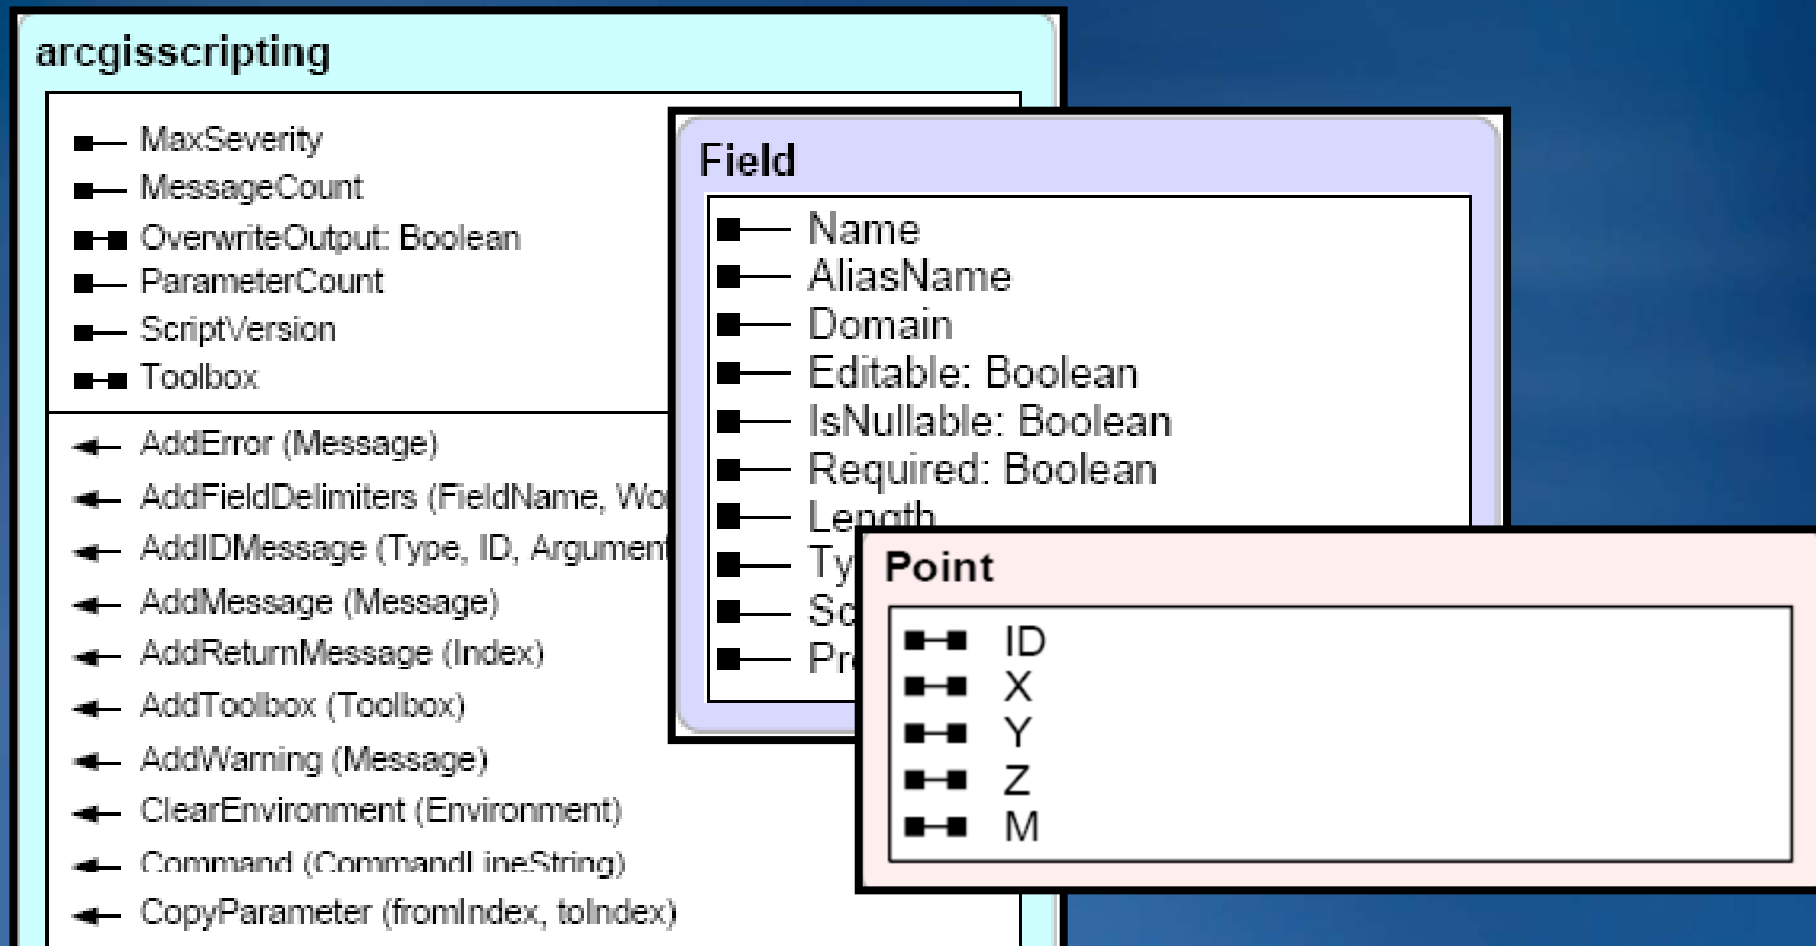 arcgisscripting
MaxSeverity
MessageCount
OverwriteOutput: Boolean
ParameterCount
ScriptVersion
Toolbox
AddError (Message)
AddFieldDelimiters (FieldName,
AddIDMessage (Type, ID,
AddMessage (Message)
AddReturnMessage (Index)
AddToolbox (Toolbox)
AddWarning (Message)
ClearEnvironment (Environment)
Command (CommandLineString)
CopyParameter (fromIndex, toIndex)
Field
Name
AliasName
Domain
Editable: Boolean
IsNullable: Boolean
Required: Boolean
Length
Point
ID
X
Y
Z
M